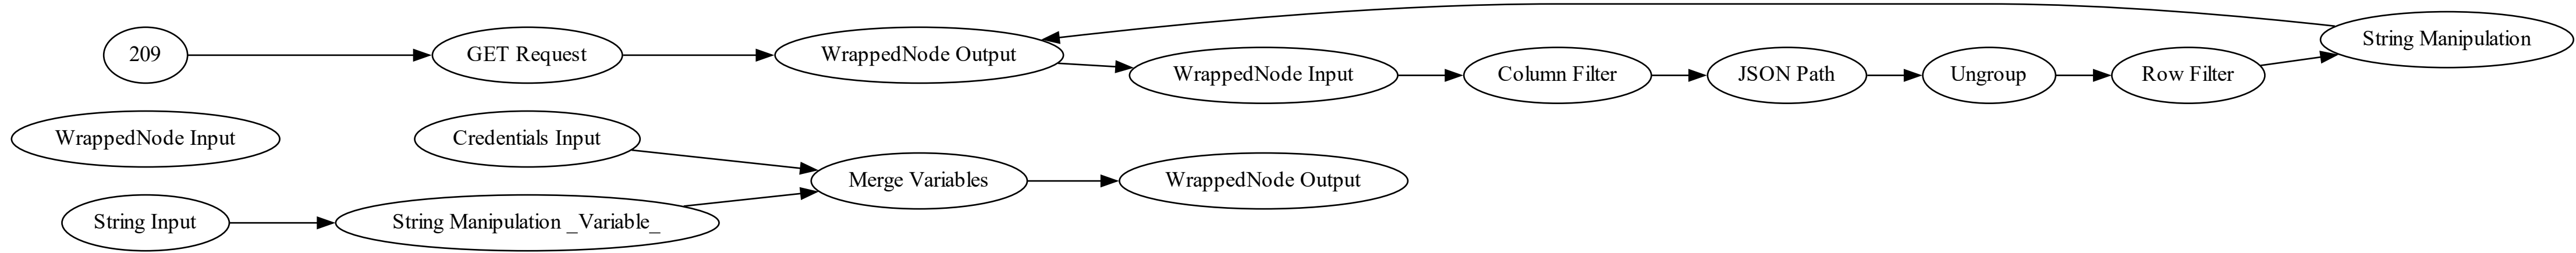 209
GET Request
WrappedNode Output
WrappedNode Input
Column Filter
JSON Path
Ungroup
Row Filter
String Manipulation
WrappedNode Input
Credentials Input
Merge Variables
WrappedNode Output
String Input
String Manipulation _Variable_